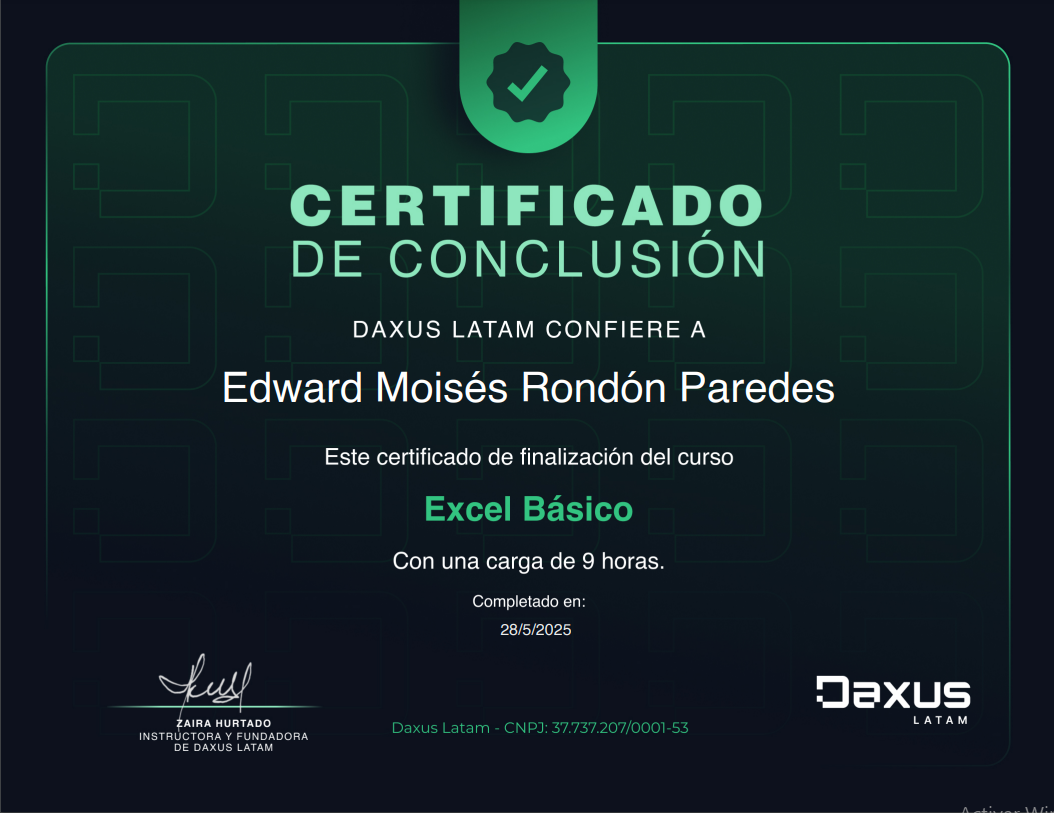 CERTIFICADO
DE CONCLUSIÓN
DAXUS LATAM CONFIERE A
Edward Moisés Rondón Paredes
Este certificado de finalización del curso
Excel Básico
Con una carga de 9 horas.
Completado en:
28/5/2025
ZAIRA HURTADO
INSTRUCTORA Y FUNDADORA
DE DAXUS LATAM
Daxus Latam - CNPJ: 37.737.207/0001-53
Daxus
LATAM
Activar Wi